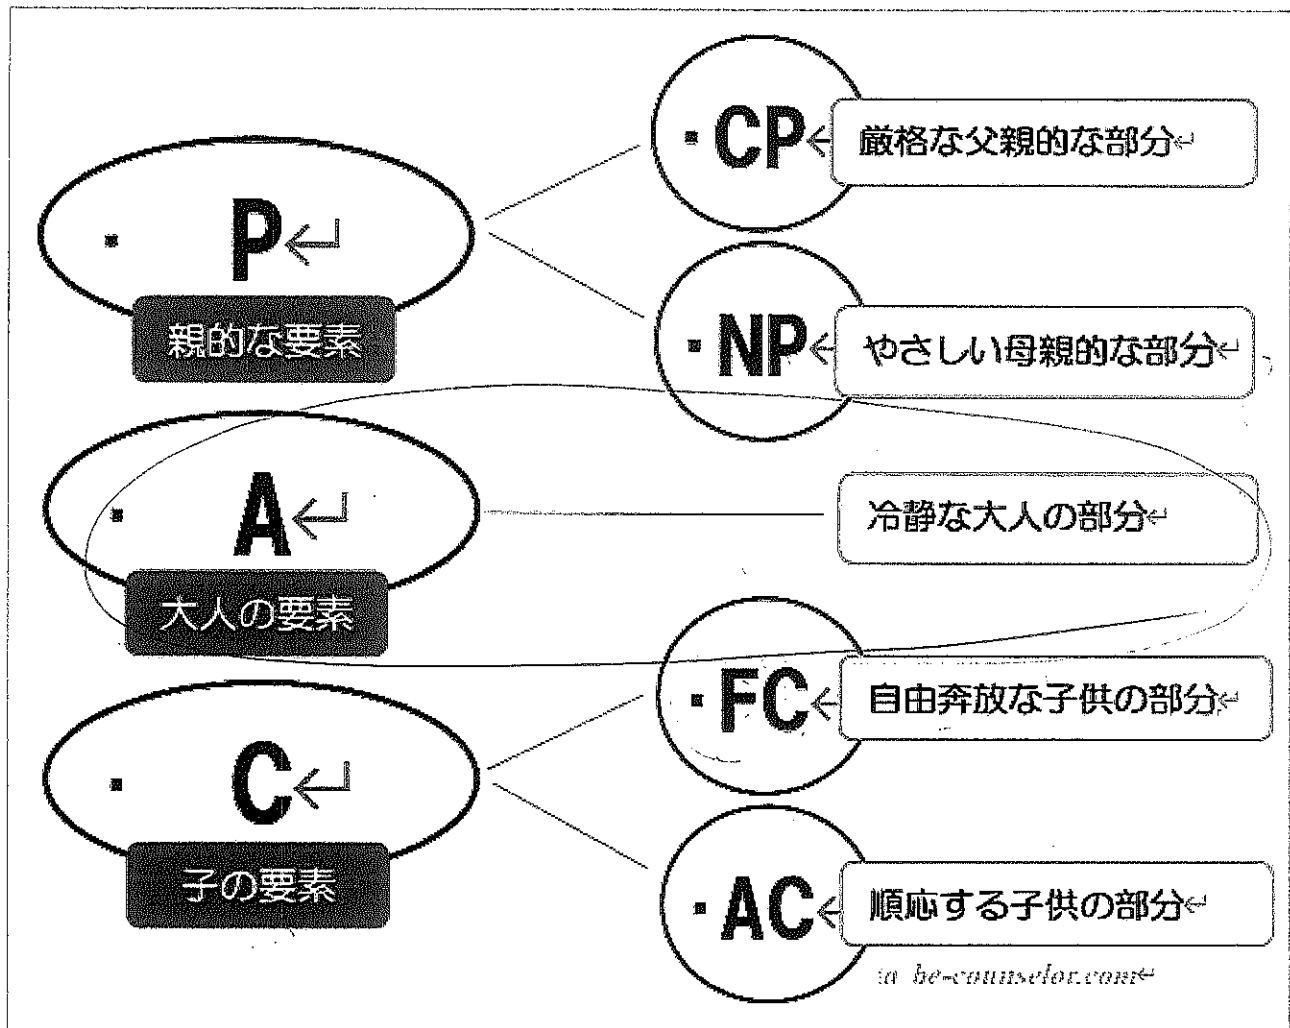 ・CP↵
厳格な父親的な部分↵
・P↵
親的な要素
・NP↵
やさしい母親的な部分↵
・A↵
大人の要素
冷静な大人の部分↵
・FC↵
自由奔放な子供の部分↵
・C↵
子の要素
・AC↵
順応する子供の部分↵
be-counselor.com↵